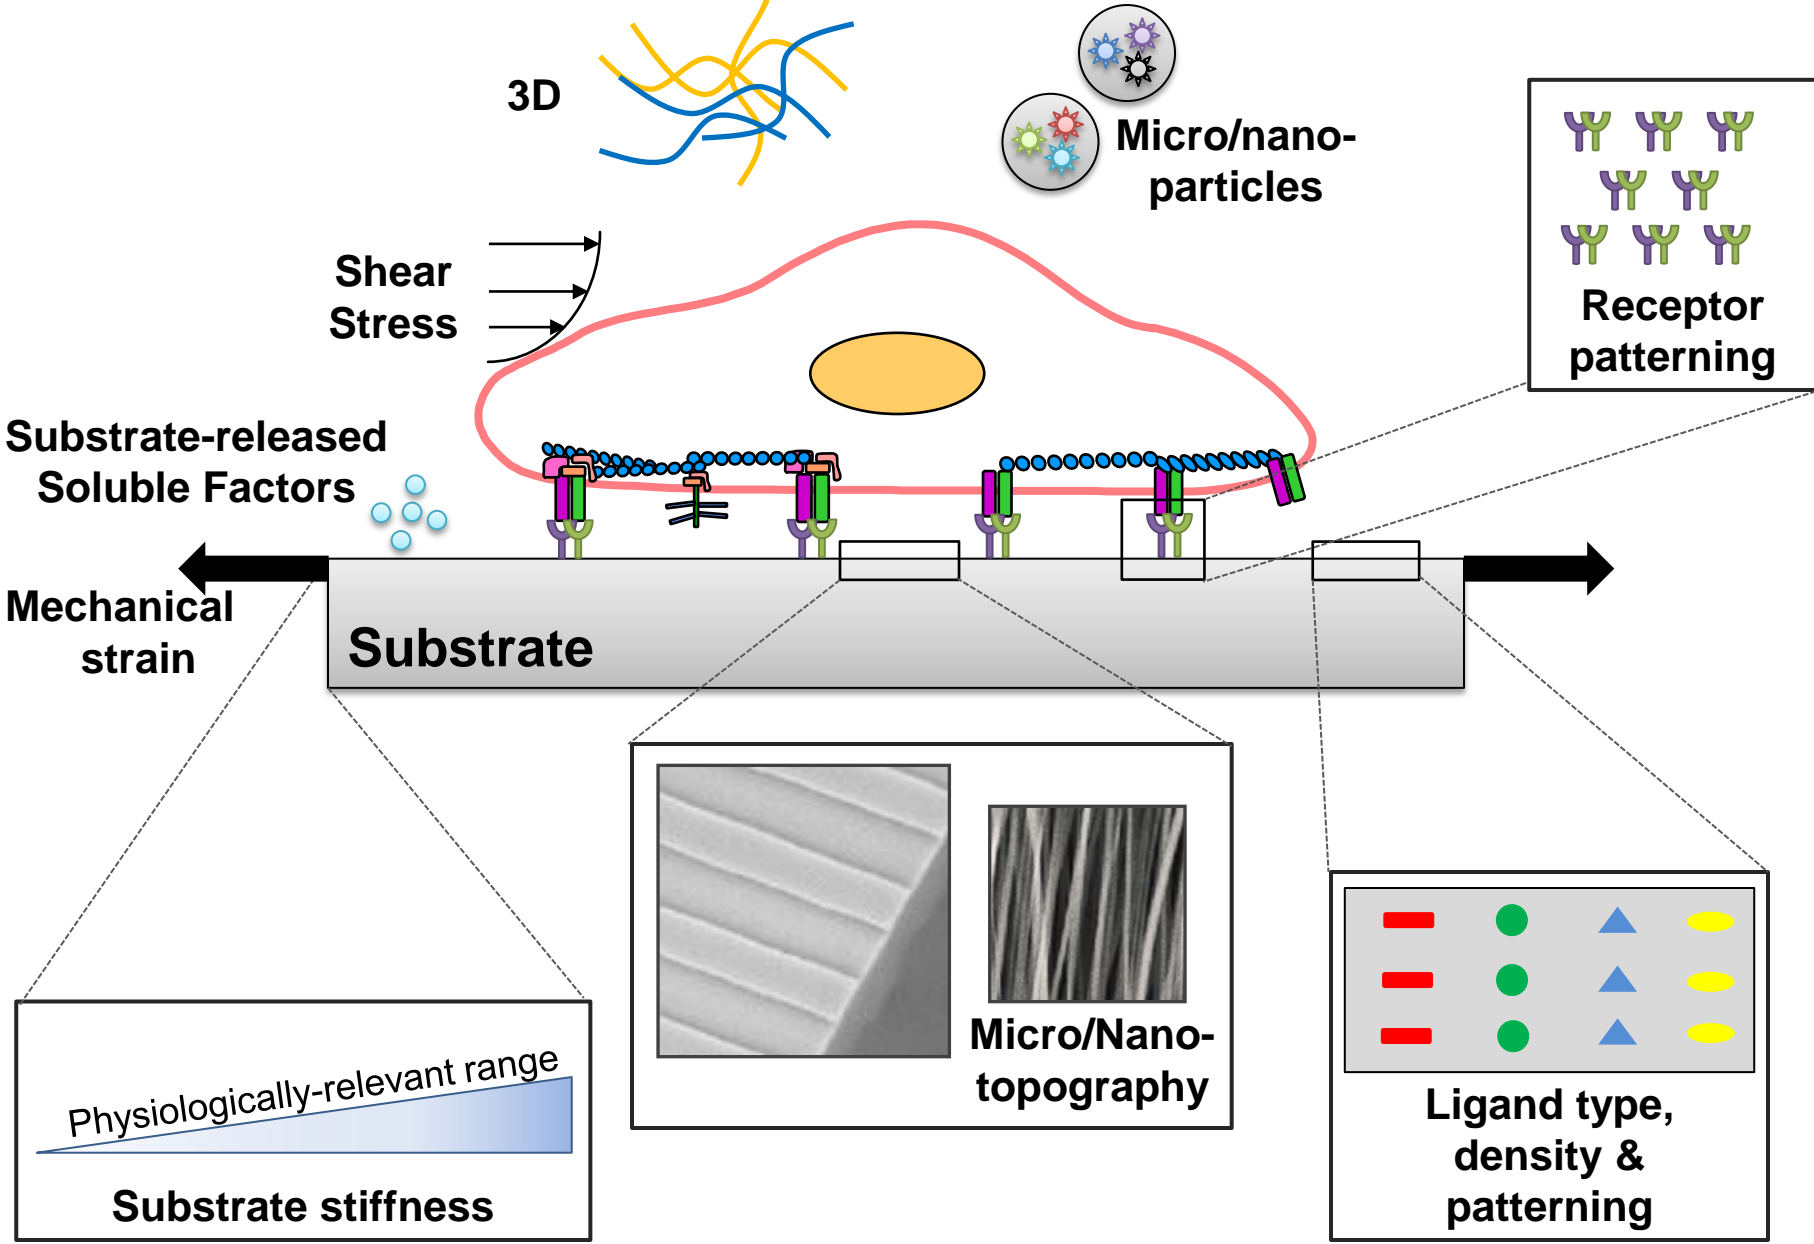 3D
Micro/nano-
particles
Shear
Stress
Receptor
patterning
Substrate-released
Soluble Factors
Mechanical
strain
Substrate
Micro/Nano-
topography
Physiologically-relevant range
Substrate stiffness
Ligand type,
density &
patterning